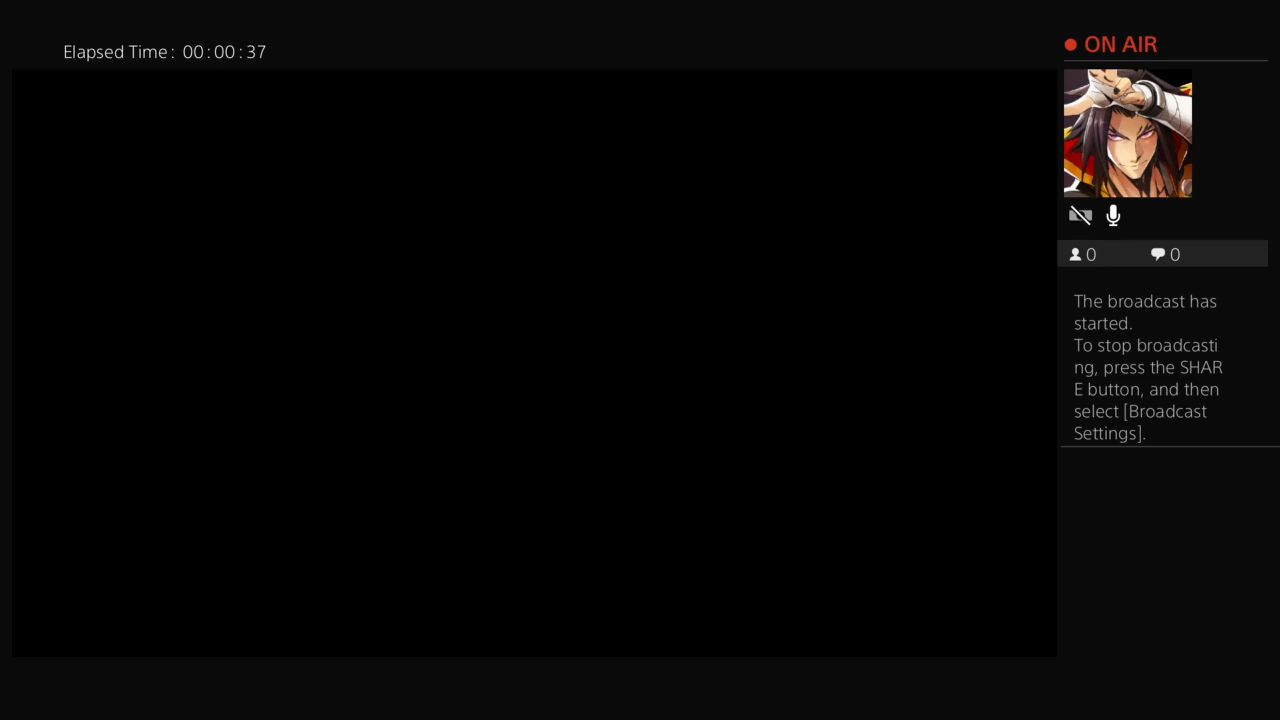 Elapsed Time: 00:00:37
ON AIR
0 0
The broadcast has
started.
To stop broadcasti
ng, press the SHAR
E button, and then
select [Broadcast
Settings].